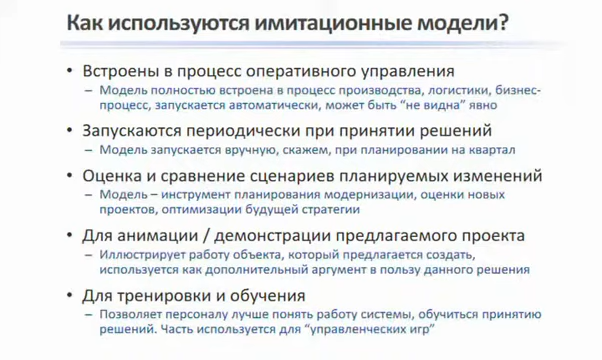 Как используются имитационные модели?
• Встроены в процесс оперативного управления
– Модель полностью встроена в процесс производства, логистики, бизнес-
процесс, запускается автоматически, может быть “не видна” явно
• Запускаются периодически при принятии решений
– Модель запускается вручную, скажем, при планировании на квартал
• Оценка и сравнение сценариев планируемых изменений
– Модель – инструмент планирования модернизации, оценки новых
проектов, оптимизации будущей стратегии
• Для анимации / демонстрации предлагаемого проекта
– Иллюстрирует работу объекта, который предлагается создать,
используется как дополнительный аргумент в пользу данного решения
• Для тренировки и обучения
– Позволяет персоналу лучше понять работу системы, обучиться принятию
решений. Часть используется для “управленческих игр”